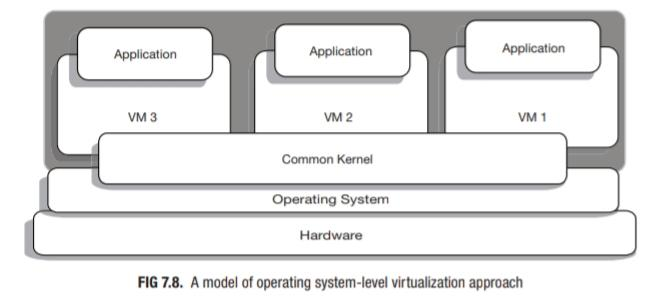 Application
Application
Application
VM 3
VM 2
VM 1
Common Kernel
Operating System
Hardware
FIG 7.8. A model of operating system-level virtualization approach